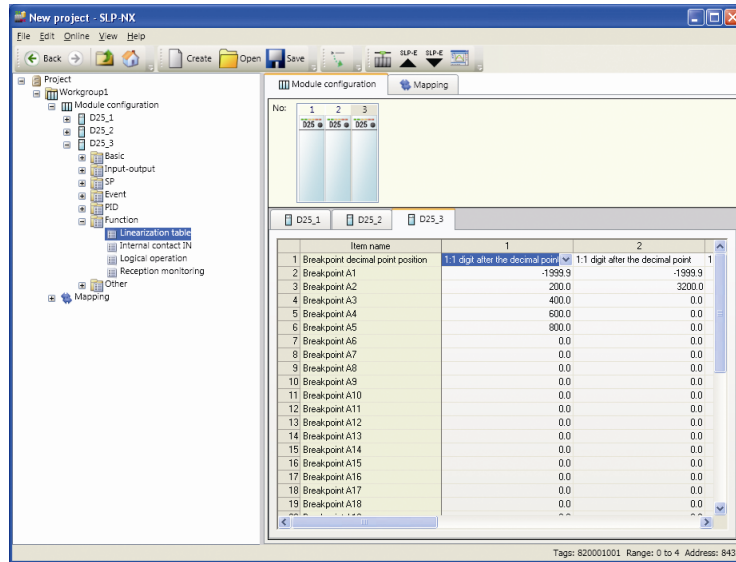 New project - SLP-NX
File Edit Online View Help
Back Create Open Save SLP-E SLP-E
Project
Workgroup1
Module configuration
D25_1
D25_2
D25_3
Basic
Input-output
SP
Event
PID
Function
Linearization table
Internal contact IN
Logical operation
Reception monitoring
Other
Mapping
Module configuration Mapping
No: 1 2 3
D25 D25 D25
D25_1 D25_2 D25_3
Item name 1 2
1 Breakpoint decimal point position 1:1 digit after the decimal point 1:1 digit after the decimal point 1
2 Breakpoint A1 -1999.9 -1999.9
3 Breakpoint A2 200.0 3200.0
4 Breakpoint A3 400.0 0.0
5 Breakpoint A4 600.0 0.0
6 Breakpoint A5 800.0 0.0
7 Breakpoint A6 0.0 0.0
8 Breakpoint A7 0.0 0.0
9 Breakpoint A8 0.0 0.0
10 Breakpoint A9 0.0 0.0
11 Breakpoint A10 0.0 0.0
12 Breakpoint A11 0.0 0.0
13 Breakpoint A12 0.0 0.0
14 Breakpoint A13 0.0 0.0
15 Breakpoint A14 0.0 0.0
16 Breakpoint A15 0.0 0.0
17 Breakpoint A16 0.0 0.0
18 Breakpoint A17 0.0 0.0
19 Breakpoint A18 0.0 0.0
Tags: 820001001 Range: 0 to 4 Address: 843